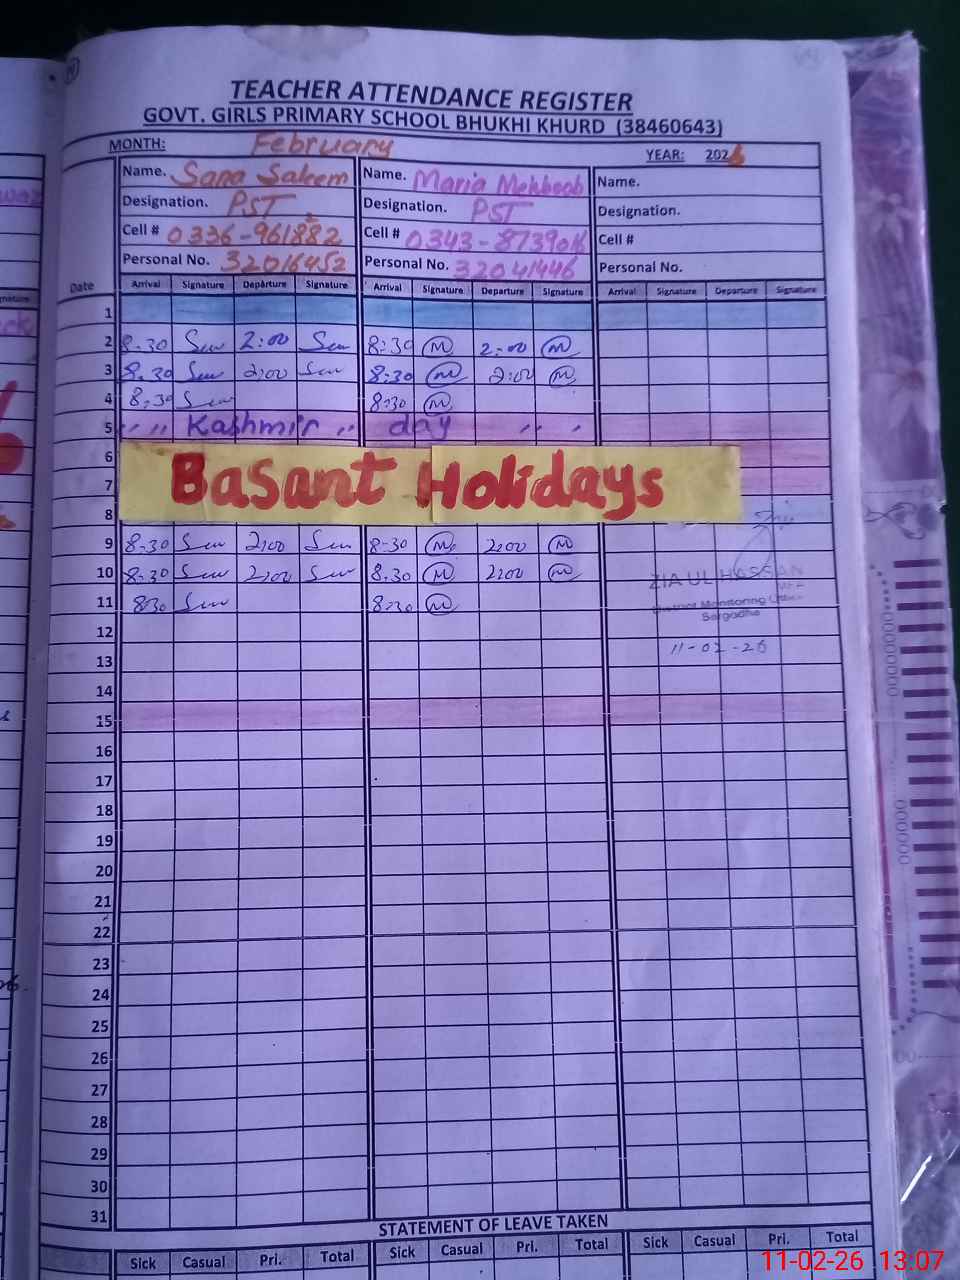 TEACHER ATTENDANCE REGISTER
GOVT. GIRLS PRIMARY SCHOOL BHUKHI KHURD (38460643)
MONTH: February YEAR: 2026
Name. Sana Saleem Name. Maria Mehboob Name.
Designation. PST Designation. PST Designation.
Cell # 0336-961882 Cell # 0343-8739016 Cell #
Personal No. 32016452 Personal No. 32041446 Personal No.
Date Arrival Signature Departure Signature Arrival Signature Departure Signature Arrival Signature Departure Signature
1
2 8:30 2:00 8:30 M 2:00 M
3 8:30 2:00 8:30 M 2:00 M
4 8:30 8:30 M
5 ,, ,, Kashmir ,, day ,, ,
6
Basant Holidays
7
8
9 8:30 2:00 8:30 M 2:00 M
10 8:30 2:00 8:30 M 2:00 M
ZIA UL HASSAN
11 8:30 8:30 M
District Monitoring Officer
Sargodha
12
11-02-26
13
14
15
16
17
18
19
20
21
22
23
24
25
26
27
28
29
30
31
STATEMENT OF LEAVE TAKEN
Sick Casual Pri. Total Sick Casual Pri. Total Sick Casual Pri. Total
11-02-26 13:07